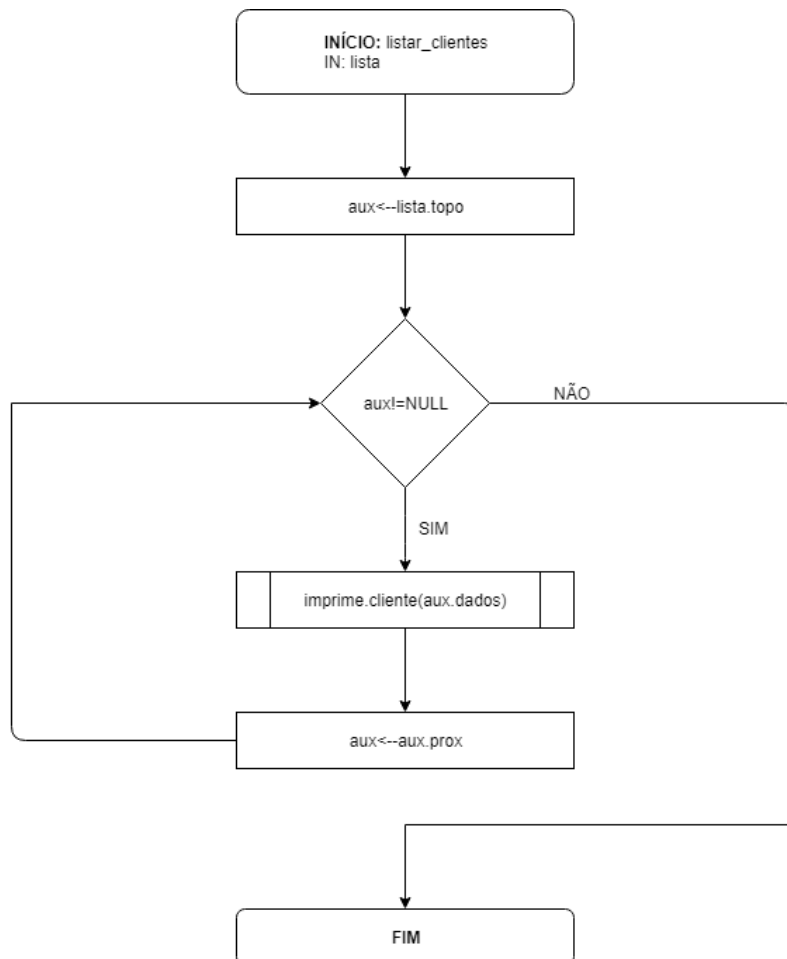 INÍCIO: listar_clientes
IN: lista
aux<--lista.topo
aux!=NULL
NÃO
SIM
imprime.cliente(aux.dados)
aux<--aux.prox
FIM